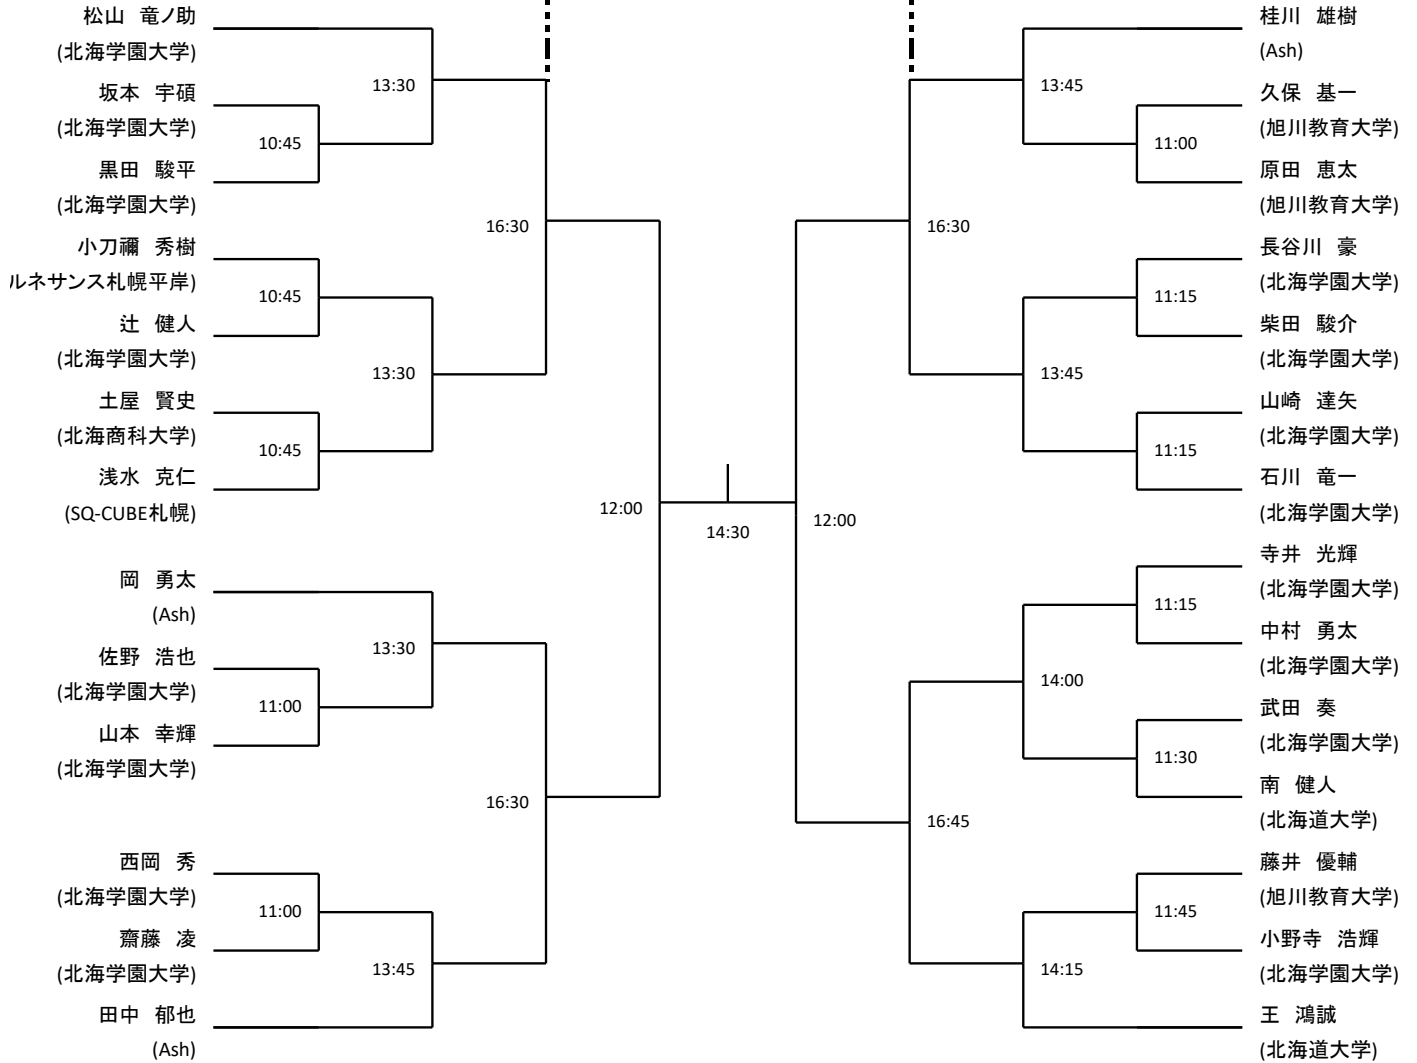 松山 竜ノ助
(北海学園大学)
坂本 宇碩
(北海学園大学)
黒田 駿平
(北海学園大学)
小刀禰 秀樹
ルネサンス札幌平岸)
辻 健人
(北海学園大学)
土屋 賢史
(北海商科大学)
浅水 克仁
(SQ-CUBE札幌)
岡 勇太
(Ash)
佐野 浩也
(北海学園大学)
山本 幸輝
(北海学園大学)
西岡 秀
(北海学園大学)
齋藤 凌
(北海学園大学)
田中 郁也
(Ash)
10:45
10:45
10:45
11:00
11:00
13:30
13:30
13:30
13:45
16:30
16:30
12:00
14:30
12:00
16:30
16:45
13:45
13:45
14:00
14:15
11:00
11:15
11:15
11:15
11:30
11:45
桂川 雄樹
(Ash)
久保 基一
(旭川教育大学)
原田 恵太
(旭川教育大学)
長谷川 豪
(北海学園大学)
柴田 駿介
(北海学園大学)
山崎 達矢
(北海学園大学)
石川 竜一
(北海学園大学)
寺井 光輝
(北海学園大学)
中村 勇太
(北海学園大学)
武田 奏
(北海学園大学)
南 健人
(北海道大学)
藤井 優輔
(旭川教育大学)
小野寺 浩輝
(北海学園大学)
王 鴻誠
(北海道大学)